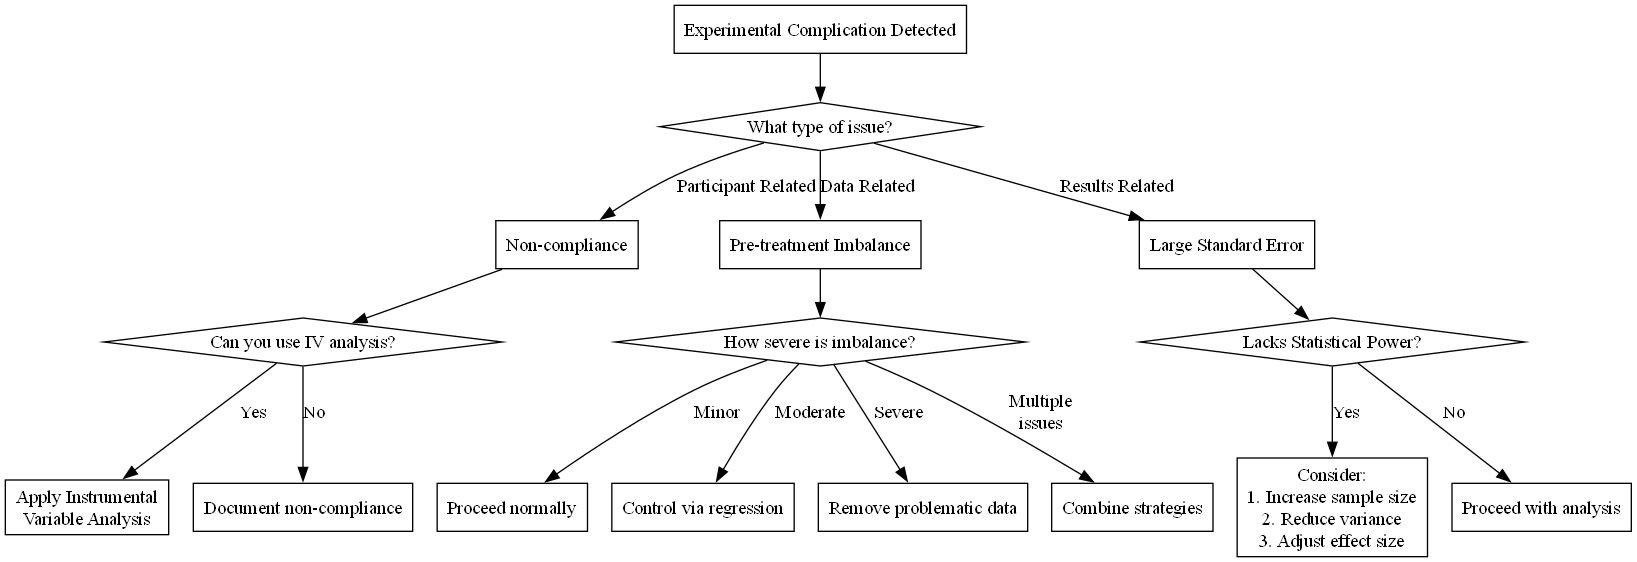 Experimental Complication Detected
What type of issue?
Participant Related
Data Related
Results Related
Non-compliance
Pre-treatment Imbalance
Large Standard Error
Can you use IV analysis?
How severe is imbalance?
Lacks Statistical Power?
Yes
No
Minor
Moderate
Severe
Multiple
issues
Yes
No
Apply Instrumental
Variable Analysis
Document non-compliance
Proceed normally
Control via regression
Remove problematic data
Combine strategies
Consider:
1. Increase sample size
2. Reduce variance
3. Adjust effect size
Proceed with analysis